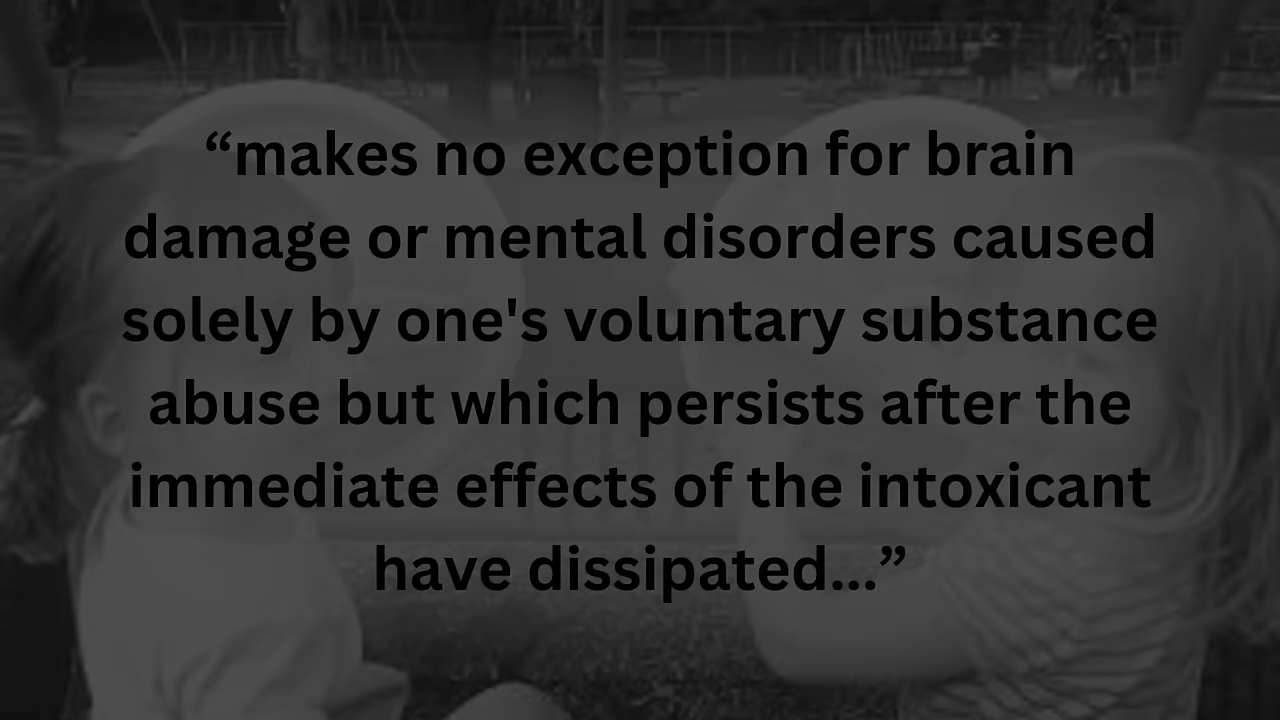 “makes no exception for brain
damage or mental disorders caused
solely by one's voluntary substance
abuse but which persists after the
immediate effects of the intoxicant
have dissipated...”